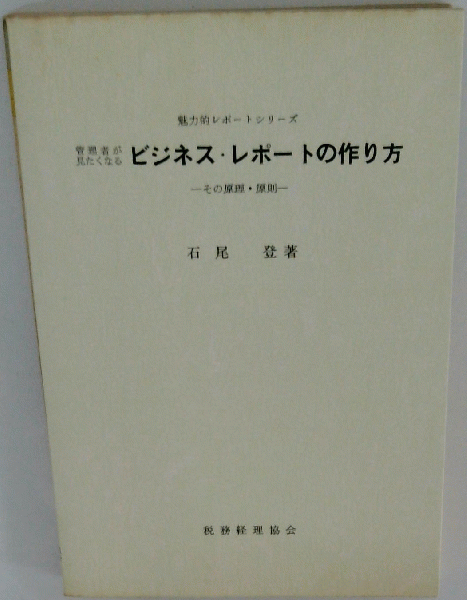 魅力的レポートシリーズ
管理者が
見たくなる
ビジネス・レポートの作り方
―その原理・原則―
石尾 登著
税務経理協会